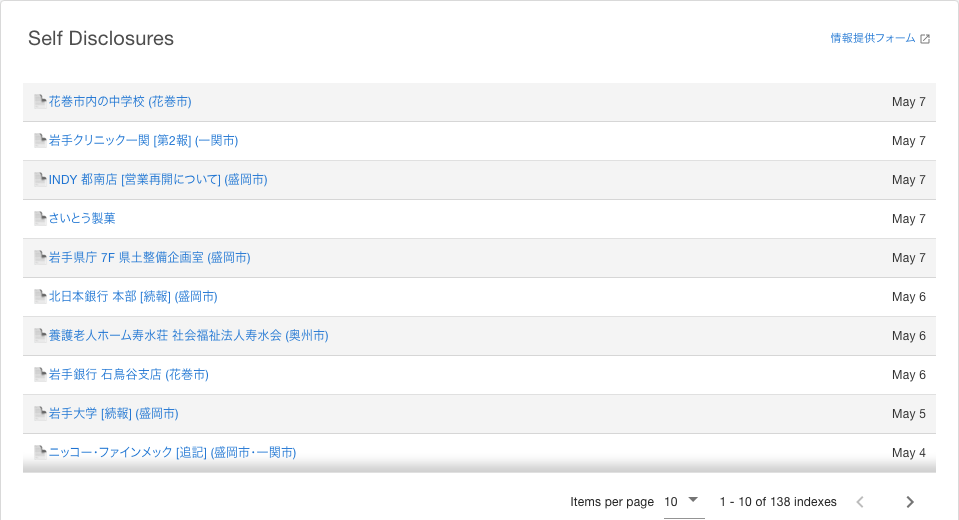 Self Disclosures
情報提供フォーム
花巻市内の中学校 (花巻市) May 7
岩手クリニック一関 [第2報] (一関市) May 7
INDY 都南店 [営業再開について] (盛岡市) May 7
さいとう製菓 May 7
岩手県庁 7F 県土整備企画室 (盛岡市) May 7
北日本銀行 本部 [続報] (盛岡市) May 6
養護老人ホーム寿水荘 社会福祉法人寿水会 (奥州市) May 6
岩手銀行 石鳥谷支店 (花巻市) May 6
岩手大学 [続報] (盛岡市) May 5
ニッコー・ファインメック [追記] (盛岡市・一関市) May 4
Items per page 10 1 - 10 of 138 indexes